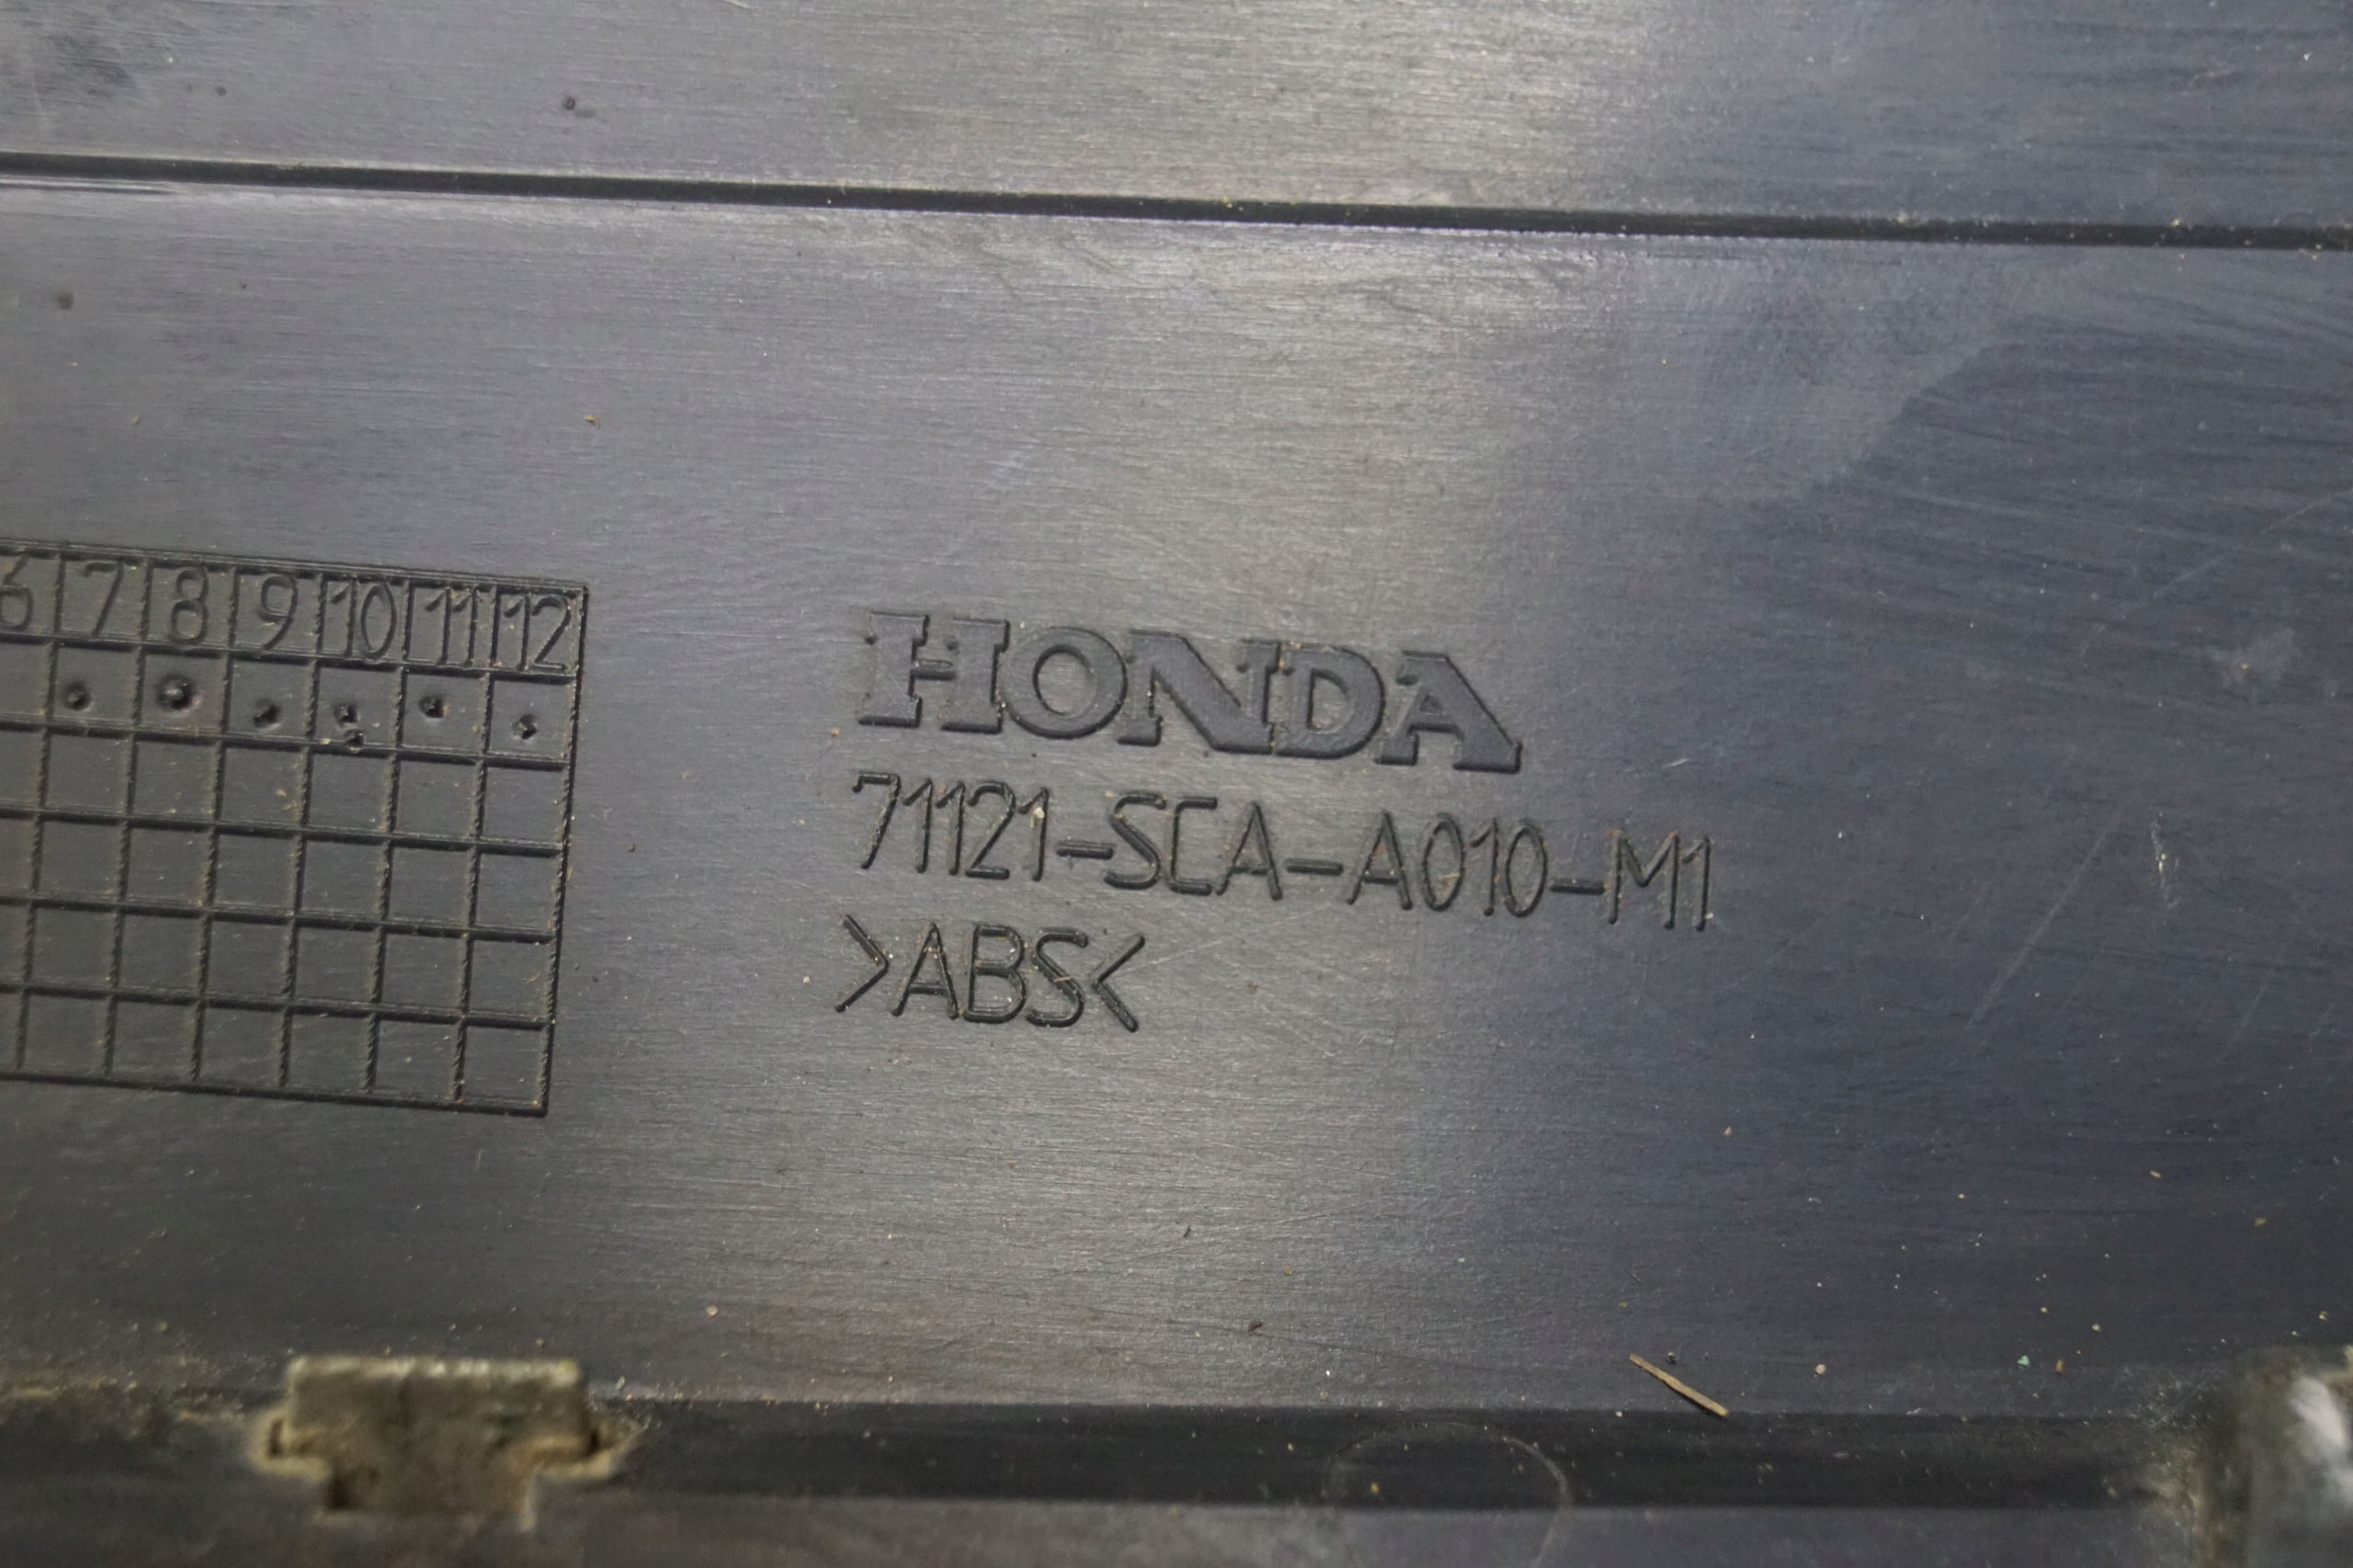 6 7 8 9 10 11 12
HONDA
71121-SCA-A010-M1
>ABS<